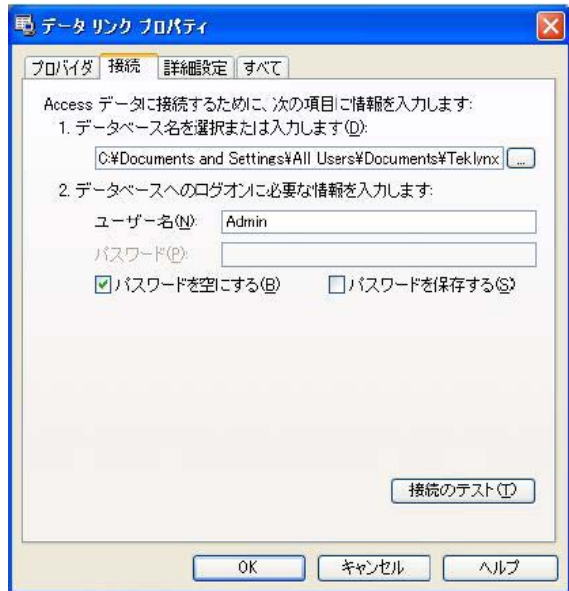 データ リンク プロパティ
プロバイダ 接続 詳細設定 すべて
Access データに接続するために、次の項目に情報を入力します:
1. データベース名を選択または入力します(D):
C:¥Documents and Settings¥All Users¥Documents¥Teklynx ...
2. データベースへのログオンに必要な情報を入力します:
ユーザー名(N): Admin
パスワード(P):
パスワードを空にする(B) パスワードを保存する(S)
接続のテスト(T)
OK キャンセル ヘルプ